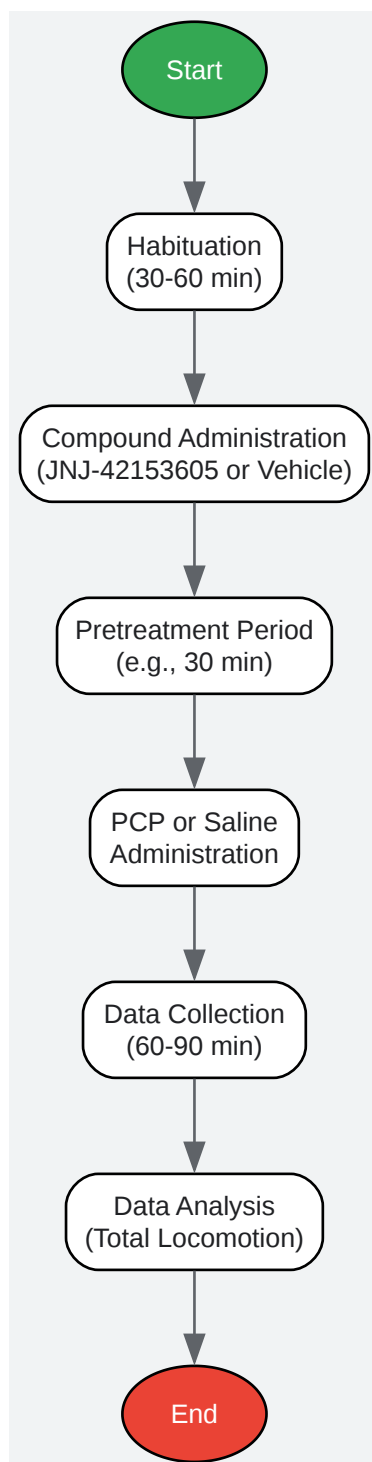 Start
Habituation
(30-60 min)
Compound Administration
(JNJ-42153605 or Vehicle)
Pretreatment Period
(e.g., 30 min)
PCP or Saline
Administration
Data Collection
(60-90 min)
Data Analysis
(Total Locomotion)
End